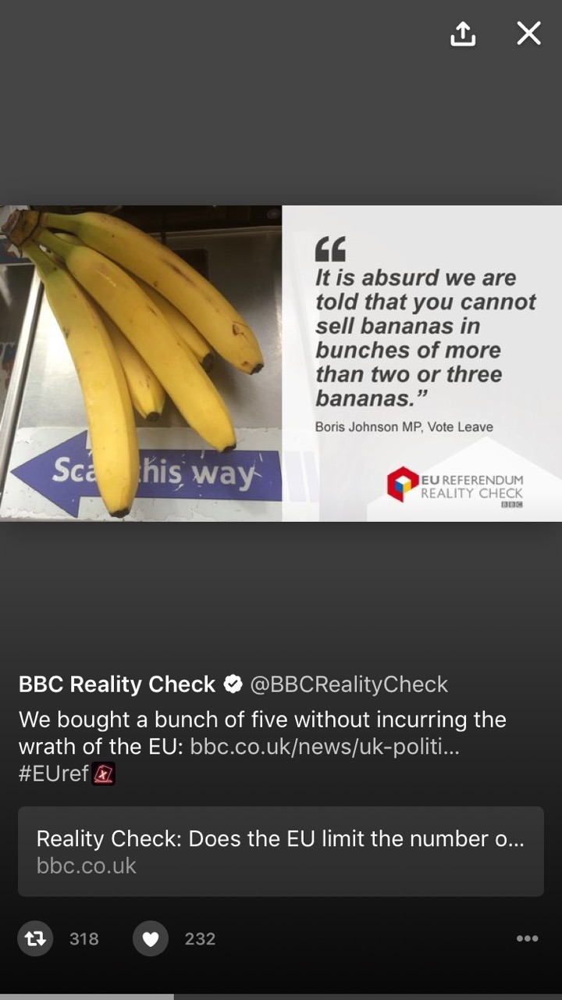 “
It is absurd we are
told that you cannot
sell bananas in
bunches of more
than two or three
bananas.”
Boris Johnson MP, Vote Leave
Sca his way
EU REFERENDUM
REALITY CHECK
BBC
BBC Reality Check @BBCRealityCheck
We bought a bunch of five without incurring the
wrath of the EU: bbc.co.uk/news/uk-politi...
#EUref
Reality Check: Does the EU limit the number o...
bbc.co.uk
318 232